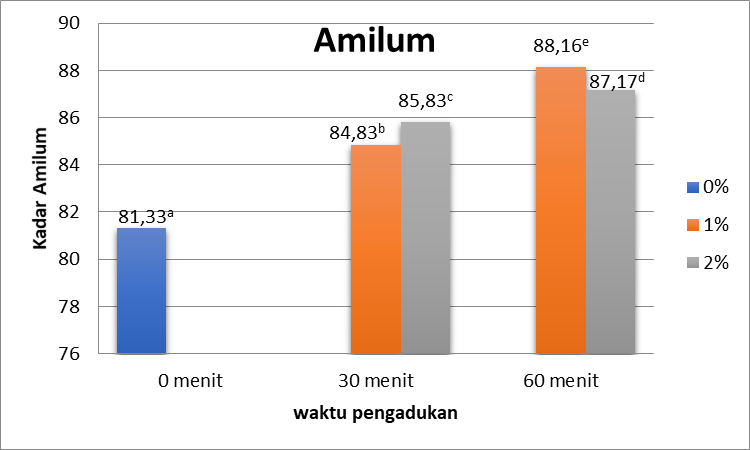 Amilum
Kadar Amilum
90
88
86
84
82
80
78
76
81,33ᵃ
84,83ᵇ
85,83ᶜ
88,16ᵉ
87,17ᵈ
0 menit
30 menit
60 menit
waktu pengadukan
0%
1%
2%